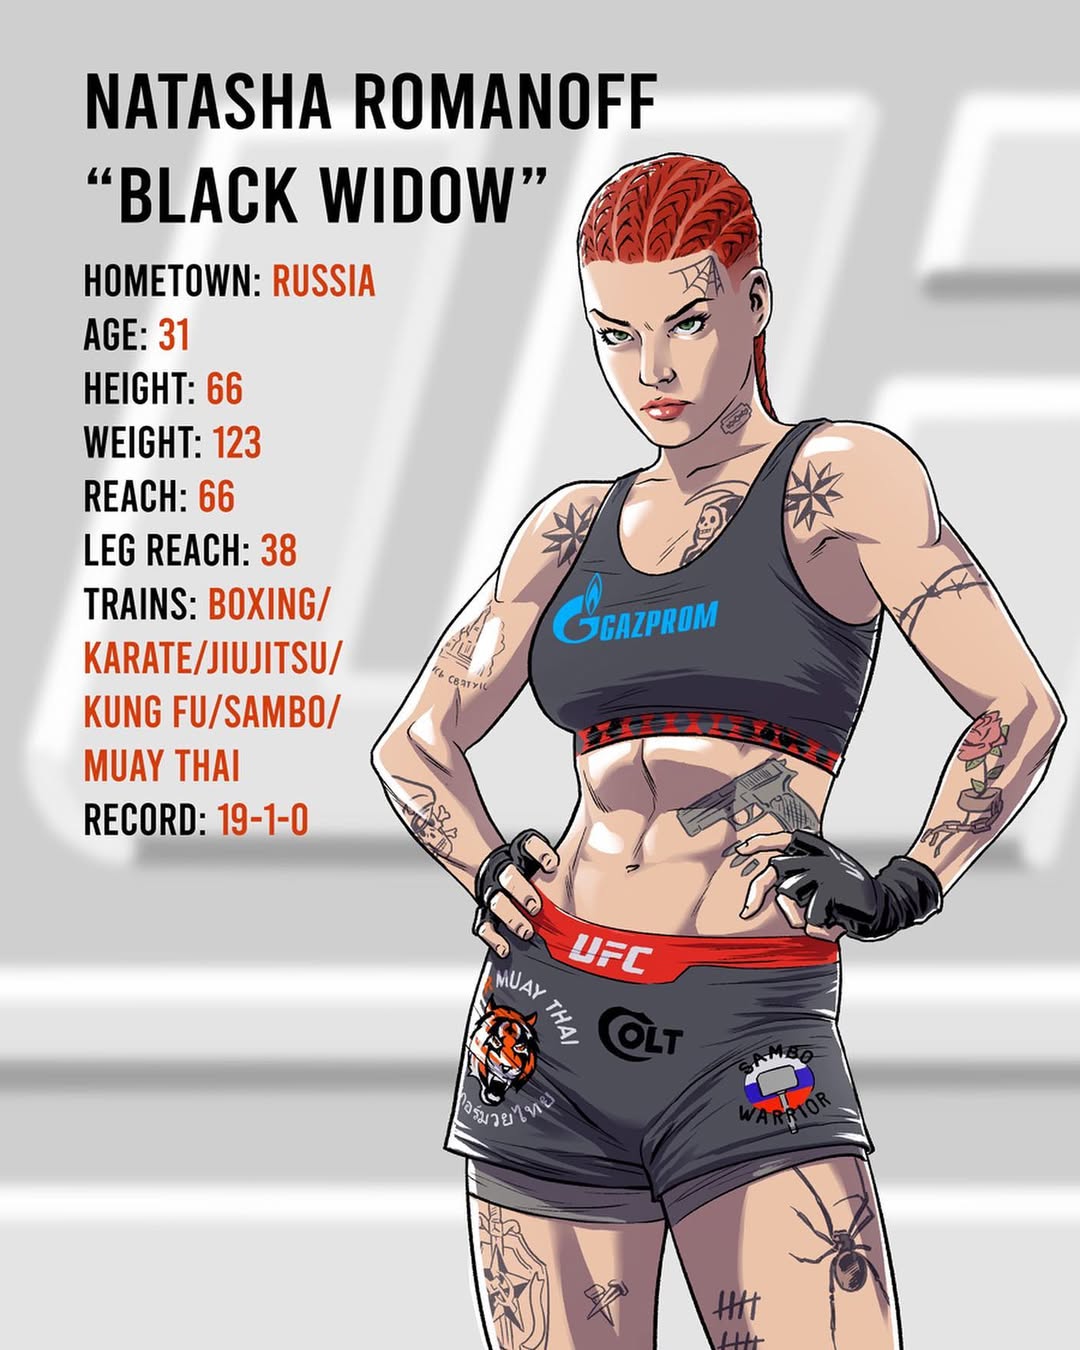 NATASHA ROMANOFF
“BLACK WIDOW”
HOMETOWN: RUSSIA
AGE: 31
HEIGHT: 66
WEIGHT: 123
REACH: 66
LEG REACH: 38
TRAINS: BOXING/
KARATE/JIUJITSU/
KUNG FU/SAMBO/
MUAY THAI
RECORD: 19-1-0
GAZPROM
UFC
MUAY THAI
COLT
SAMBO
WARRIOR